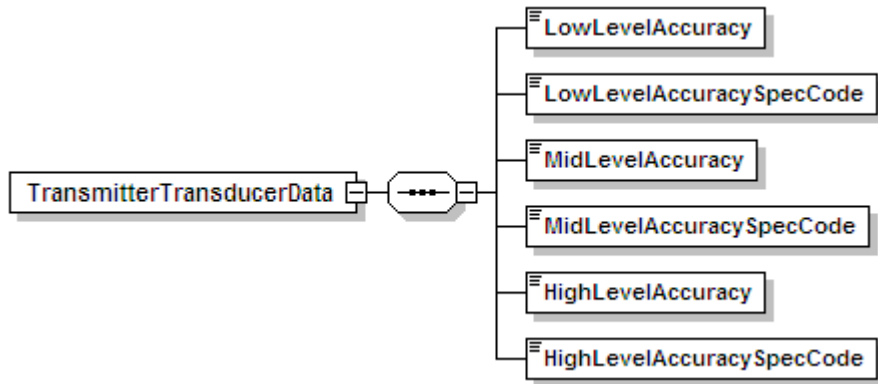 LowLevelAccuracy
LowLevelAccuracySpecCode
MidLevelAccuracy
TransmitterTransducerData
MidLevelAccuracySpecCode
HighLevelAccuracy
HighLevelAccuracySpecCode